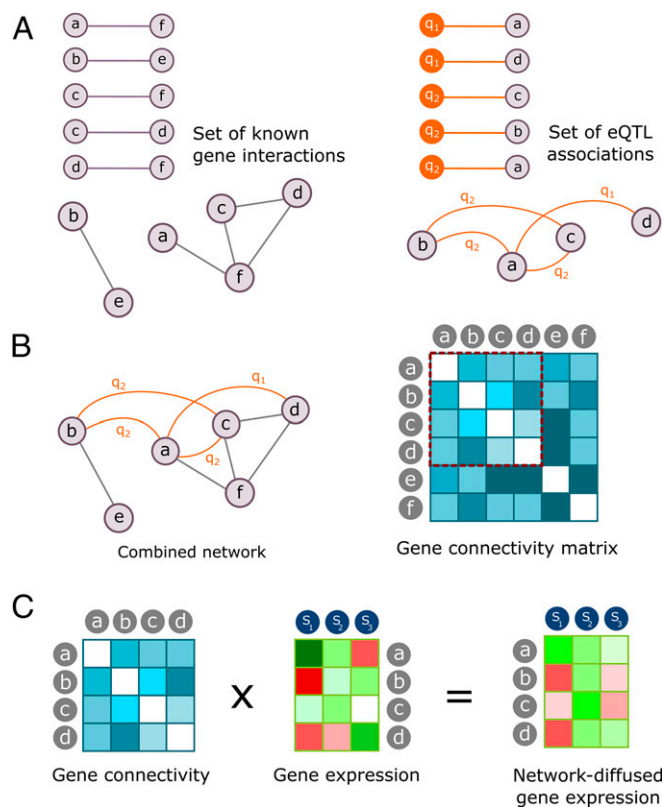 A
a f
b e
c f
c d
d f
Set of known
gene interactions
b
e
a
c
d
f
q1 a
q1 d
q2 c
q2 b
q2 a
Set of eQTL
associations
q2
q1
q2
q2
b
a
c
d
B
q2
q1
q2
q2
b
a
c
d
f
e
Combined network
a b c d e f
a
b
c
d
e
f
Gene connectivity matrix
C
a b c d
a
b
c
d
Gene connectivity
x
S1 S2 S3
a
b
c
d
Gene expression
=
S1 S2 S3
a
b
c
d
Network-diffused
gene expression